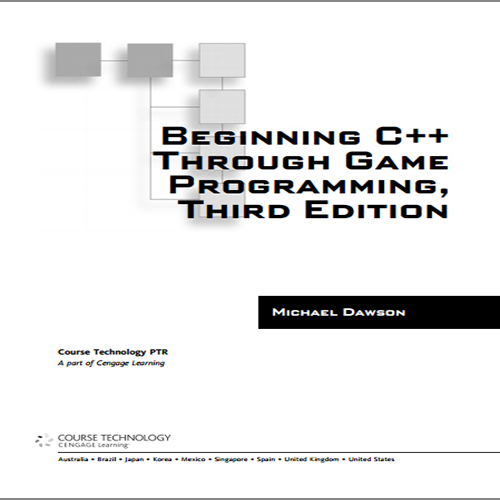 Beginning C++
Through Game
Programming,
Third Edition
Michael Dawson
Course Technology PTR
A part of Cengage Learning
COURSE TECHNOLOGY
CENGAGE Learning
Australia • Brazil • Japan • Korea • Mexico • Singapore • Spain • United Kingdom • United States